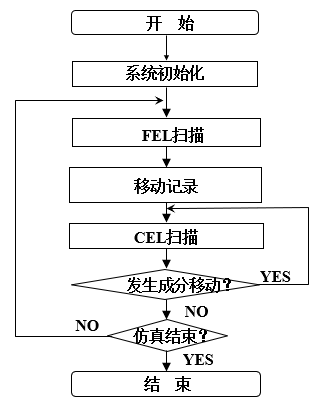 开 始
系统初始化
FEL扫描
移动记录
CEL扫描
发生成分移动？
YES
NO
NO
仿真结束？
YES
结 束